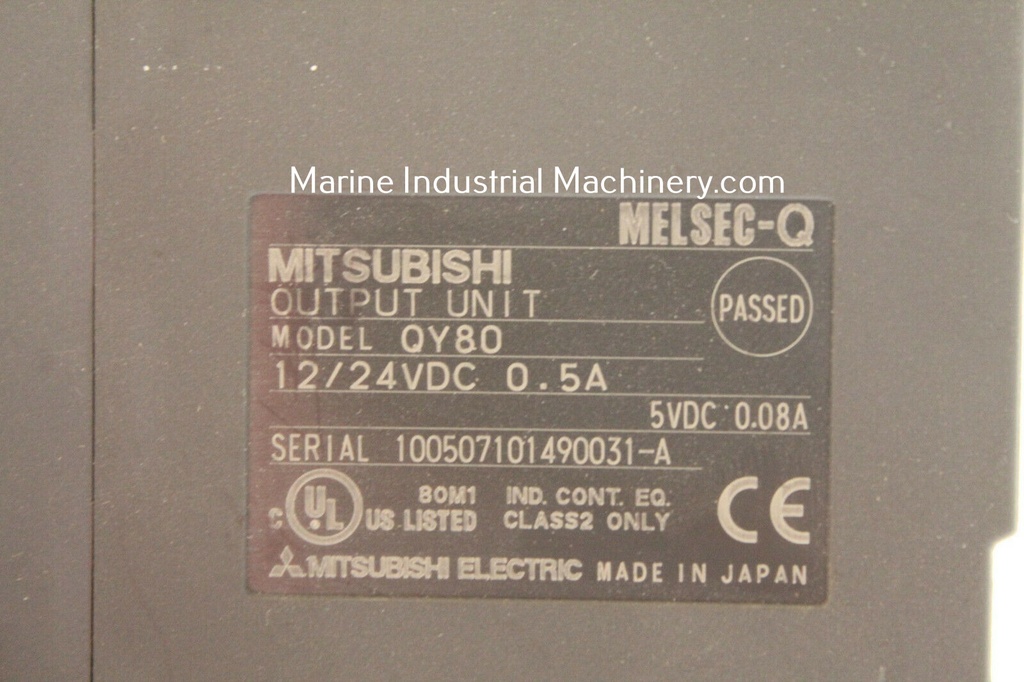 Marine Industrial Machinery.com
MELSEC-Q
MITSUBISHI
OUTPUT UNIT
PASSED
MODEL QY80
12/24VDC 0.5A
5VDC 0.08A
SERIAL 100507101490031-A
C UL US LISTED
80M1 IND. CONT. EQ.
CLASS2 ONLY
CE
MITSUBISHI ELECTRIC MADE IN JAPAN